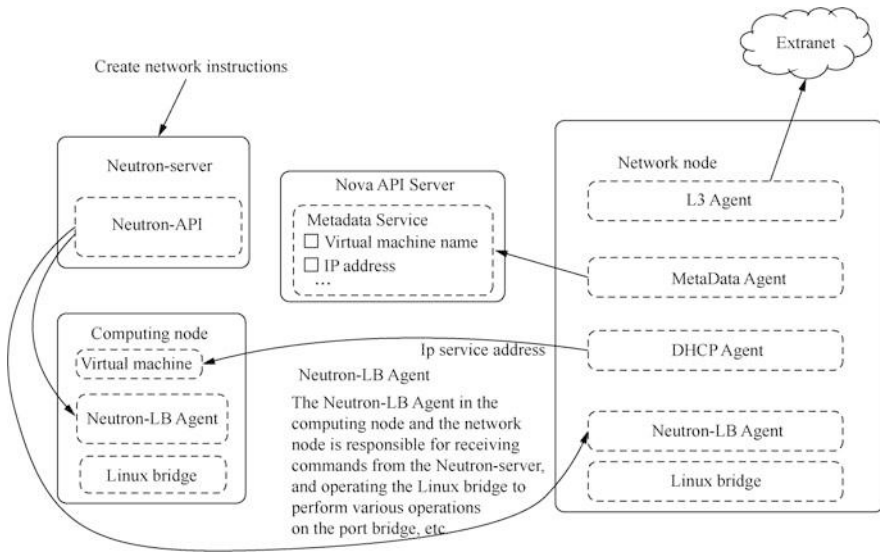 Extranet
Create network instructions
Neutron-server
Neutron-API
Nova API Server
Metadata Service
Virtual machine name
IP address
...
Network node
L3 Agent
MetaData Agent
DHCP Agent
Neutron-LB Agent
Linux bridge
Computing node
Virtual machine
Neutron-LB Agent
Linux bridge
Ip service address
Neutron-LB Agent
The Neutron-LB Agent in the
computing node and the network
node is responsible for receiving
commands from the Neutron-server,
and operating the Linux bridge to
perform various operations
on the port bridge, etc